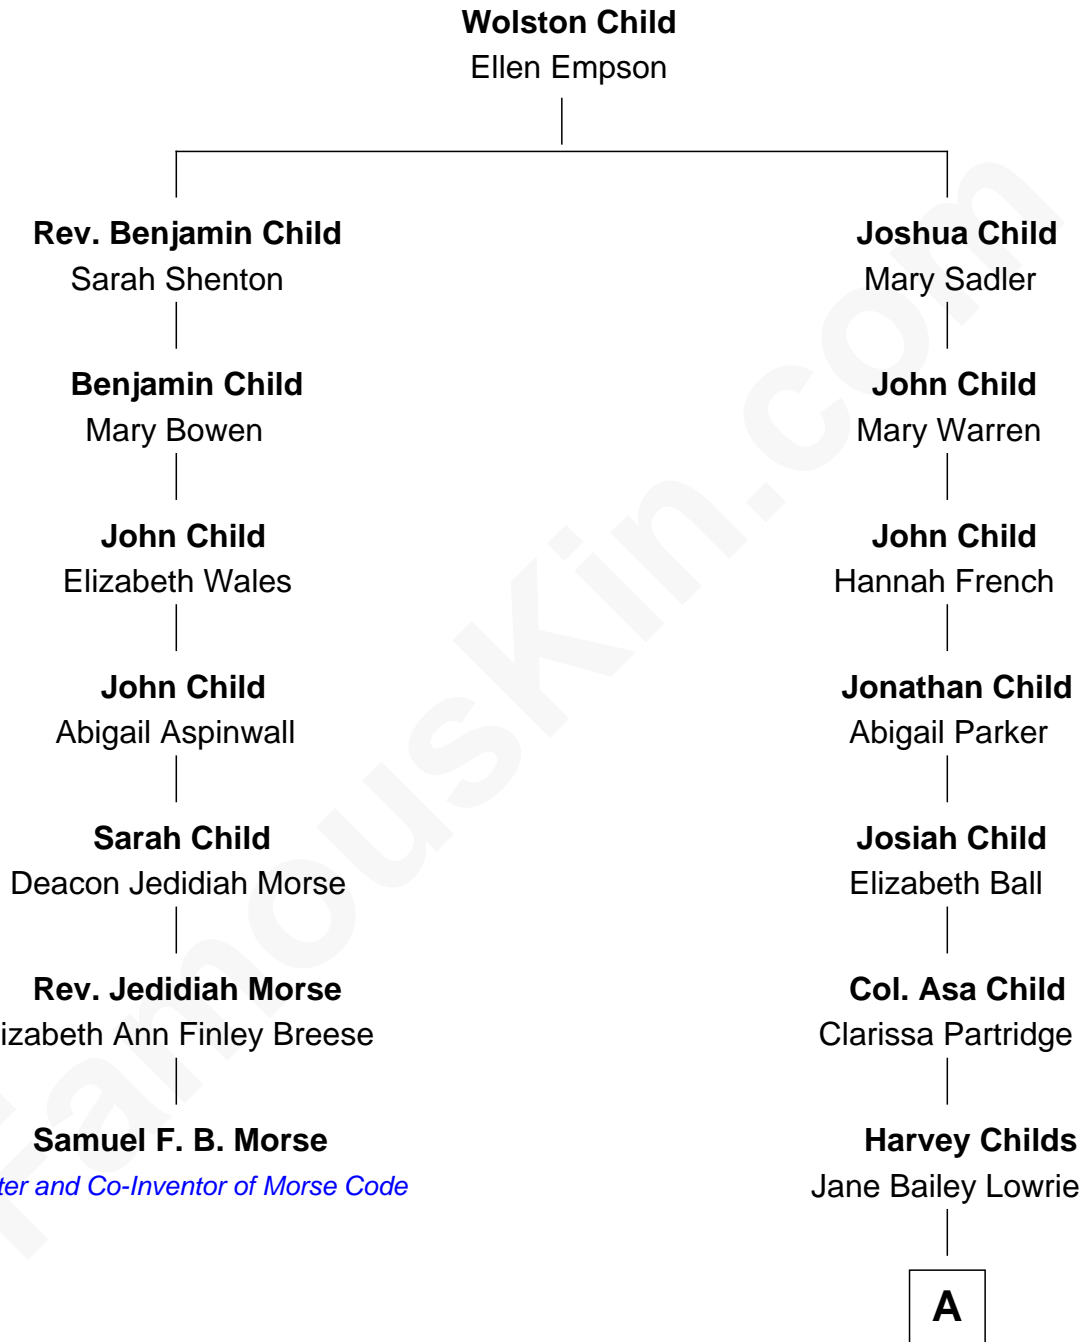 Wolston Child
Ellen Empson
Rev. Benjamin Child
Sarah Shenton
Benjamin Child
Mary Bowen
John Child
Elizabeth Wales
John Child
Abigail Aspinwall
Sarah Child
Deacon Jedidiah Morse
Rev. Jedidiah Morse
izabeth Ann Finley Breese
Samuel F. B. Morse
ter and Co-Inventor of Morse Code
Joshua Child
Mary Sadler
John Child
Mary Warren
John Child
Hannah French
Jonathan Child
Abigail Parker
Josiah Child
Elizabeth Ball
Col. Asa Child
Clarissa Partridge
Harvey Childs
Jane Bailey Lowrie
A
FamousKin.com